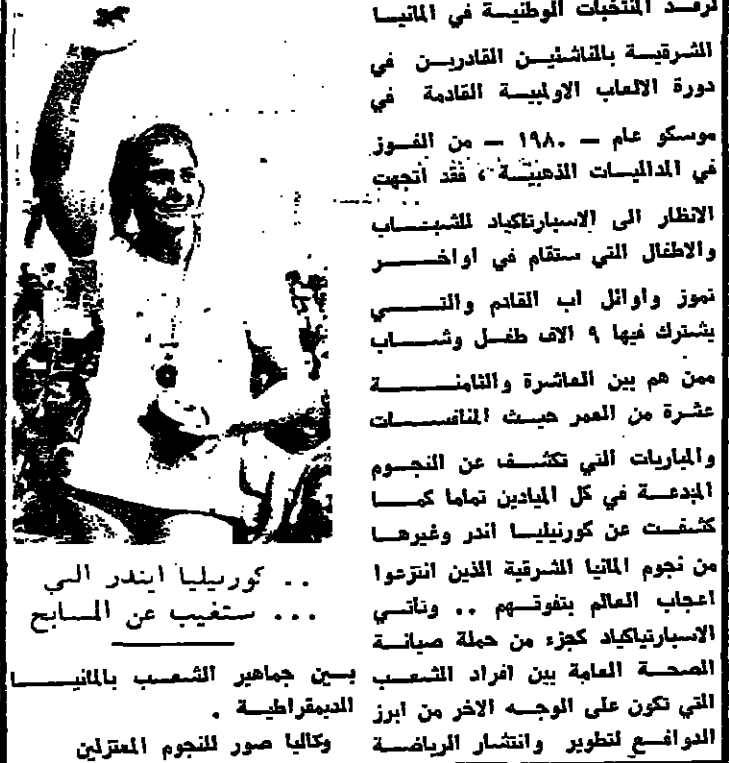 ترفد المنتخبات الوطنية في المانيا
الشرقية بالناشئين القادرين في
دورة الالعاب الاولمبية القادمة في
موسكو عام — ١٩٨٠ — من الفوز
في المداليات الذهبية ، فقد اتجهت
الانظار الى الاسبارتاكياد للشباب
والاطفال التي ستقام في اواخر
تموز واوائل اب القادم والتي
يشترك فيها ٩ الاف طفل وشاب
ممن هم بين العاشرة والثامنة
عشرة من العمر حيث المنافسات
والمباريات التي تكشف عن النجوم
المبدعة في كل الميادين تماما كما
كشفت عن كورنيليا اندر وغيرها
من نجوم المانيا الشرقية الذين انتزعوا
اعجاب العالم بتفوقهم .. وتاتي
الاسبارتياكياد كجزء من حملة صيانة
الصحة العامة بين افراد الشعب
التي تكون على الوجه الاخر من ابرز
الدوافع لتطوير وانتشار الرياضة
.. كورنيليا ايندر التي
... ستغيب عن المسابح
بين جماهير الشعب بالمانيا
الديمقراطية .
وكاليا صور للنجوم المعتزلين